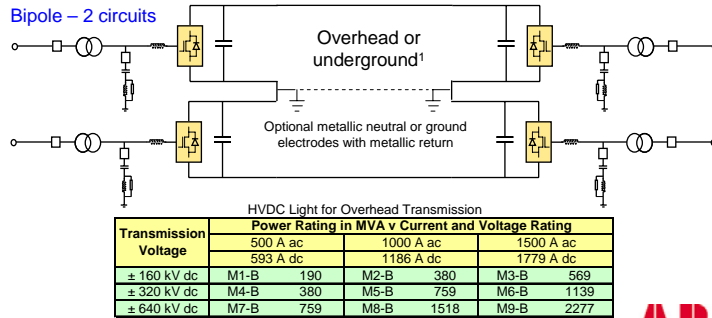 Bipole – 2 circuits
Overhead or
underground¹
Optional metallic neutral or ground
electrodes with metallic return
HVDC Light for Overhead Transmission
Transmission Voltage Power Rating in MVA v Current and Voltage Rating
500 A ac 1000 A ac 1500 A ac
593 A dc 1186 A dc 1779 A dc
± 160 kV dc M1-B 190 M2-B 380 M3-B 569
± 320 kV dc M4-B 380 M5-B 759 M6-B 1139
± 640 kV dc M7-B 759 M8-B 1518 M9-B 2277